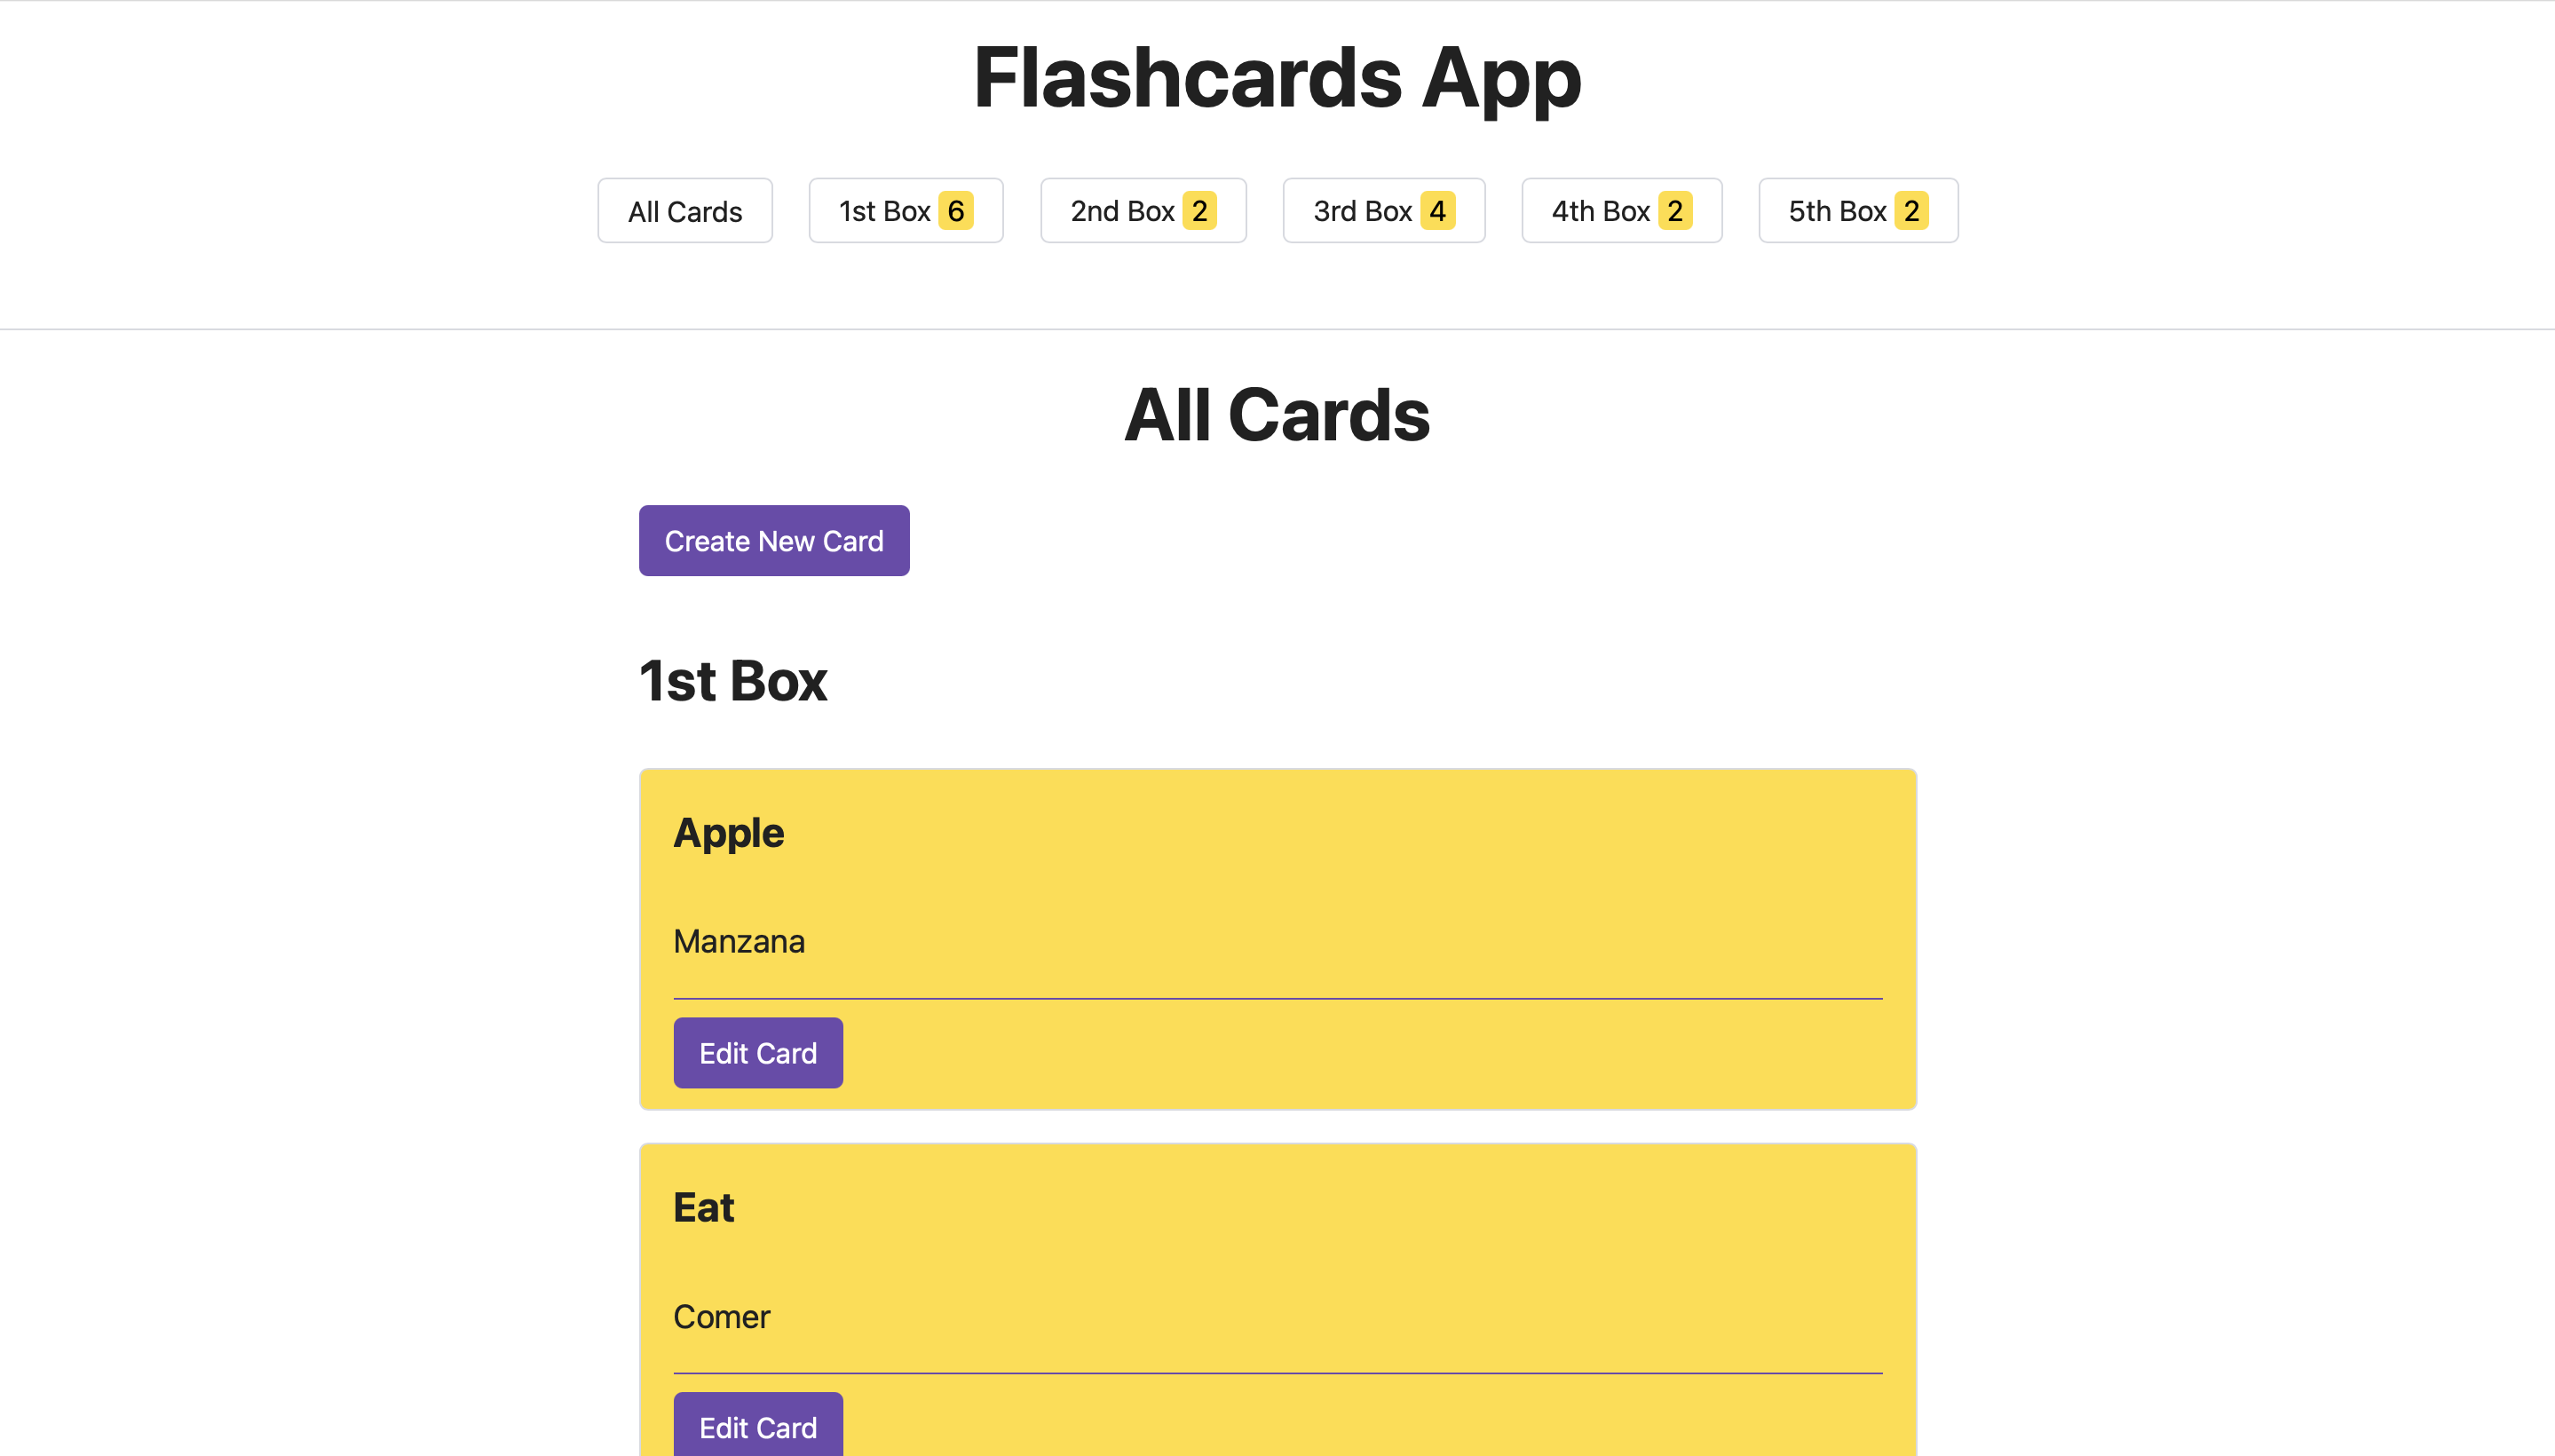 Flashcards App
All Cards 1st Box 6 2nd Box 2 3rd Box 4 4th Box 2 5th Box 2
All Cards
Create New Card
1st Box
Apple
Manzana
Edit Card
Eat
Comer
Edit Card